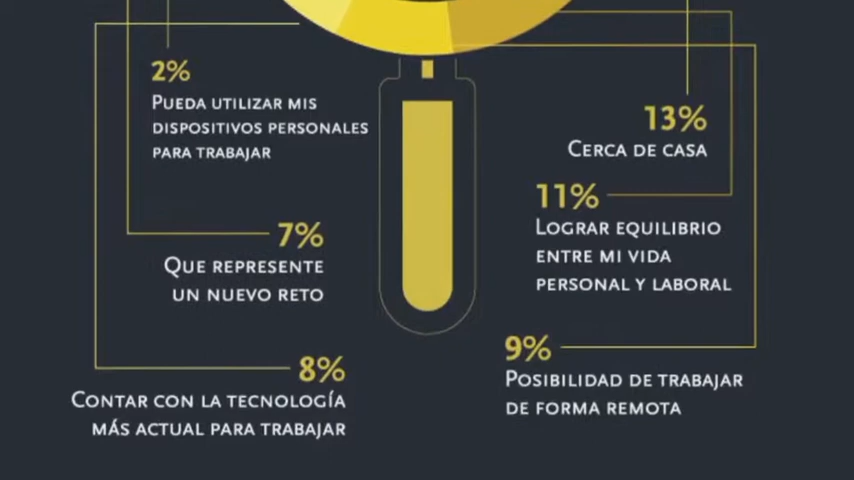 2%
Pueda utilizar mis
dispositivos personales
para trabajar
7%
Que represente
un nuevo reto
8%
Contar con la tecnología
más actual para trabajar
13%
Cerca de casa
11%
Lograr equilibrio
entre mi vida
personal y laboral
9%
Posibilidad de trabajar
de forma remota